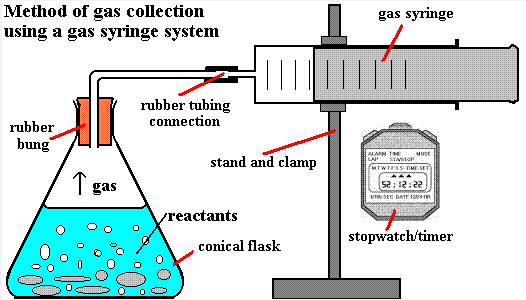 Method of gas collection
using a gas syringe system
gas syringe
rubber tubing
connection
rubber
bung
stand and clamp
ALARM TIME MODE
LAP STA/STOP
M T W T F S S - TIME-SET
52:12:22
1/100 SEC DATE 12/24 HR
gas
reactants
conical flask
stopwatch/timer